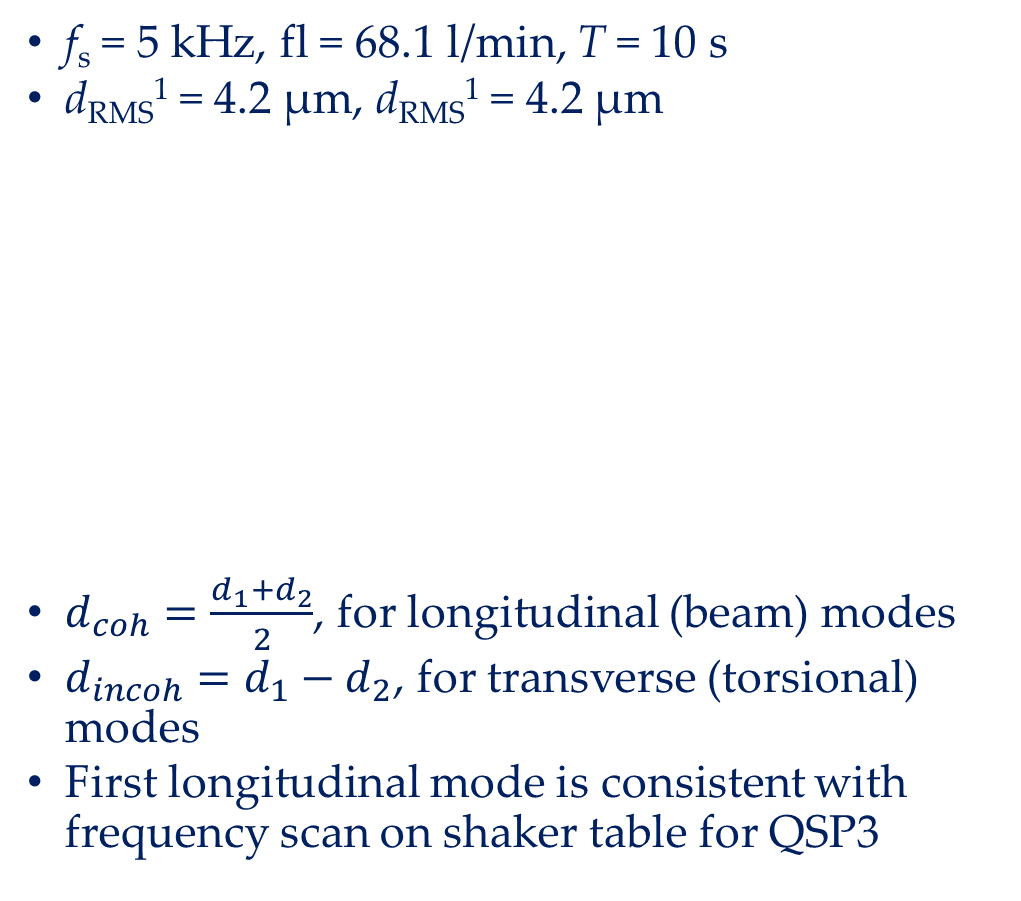 • fs = 5 kHz, fl = 68.1 l/min, T = 10 s
• dRMS¹ = 4.2 μm, dRMS¹ = 4.2 μm
• d_coh = (d₁+d₂)/2, for longitudinal (beam) modes
• d_incoh = d₁ − d₂, for transverse (torsional)
modes
• First longitudinal mode is consistent with
frequency scan on shaker table for QSP3